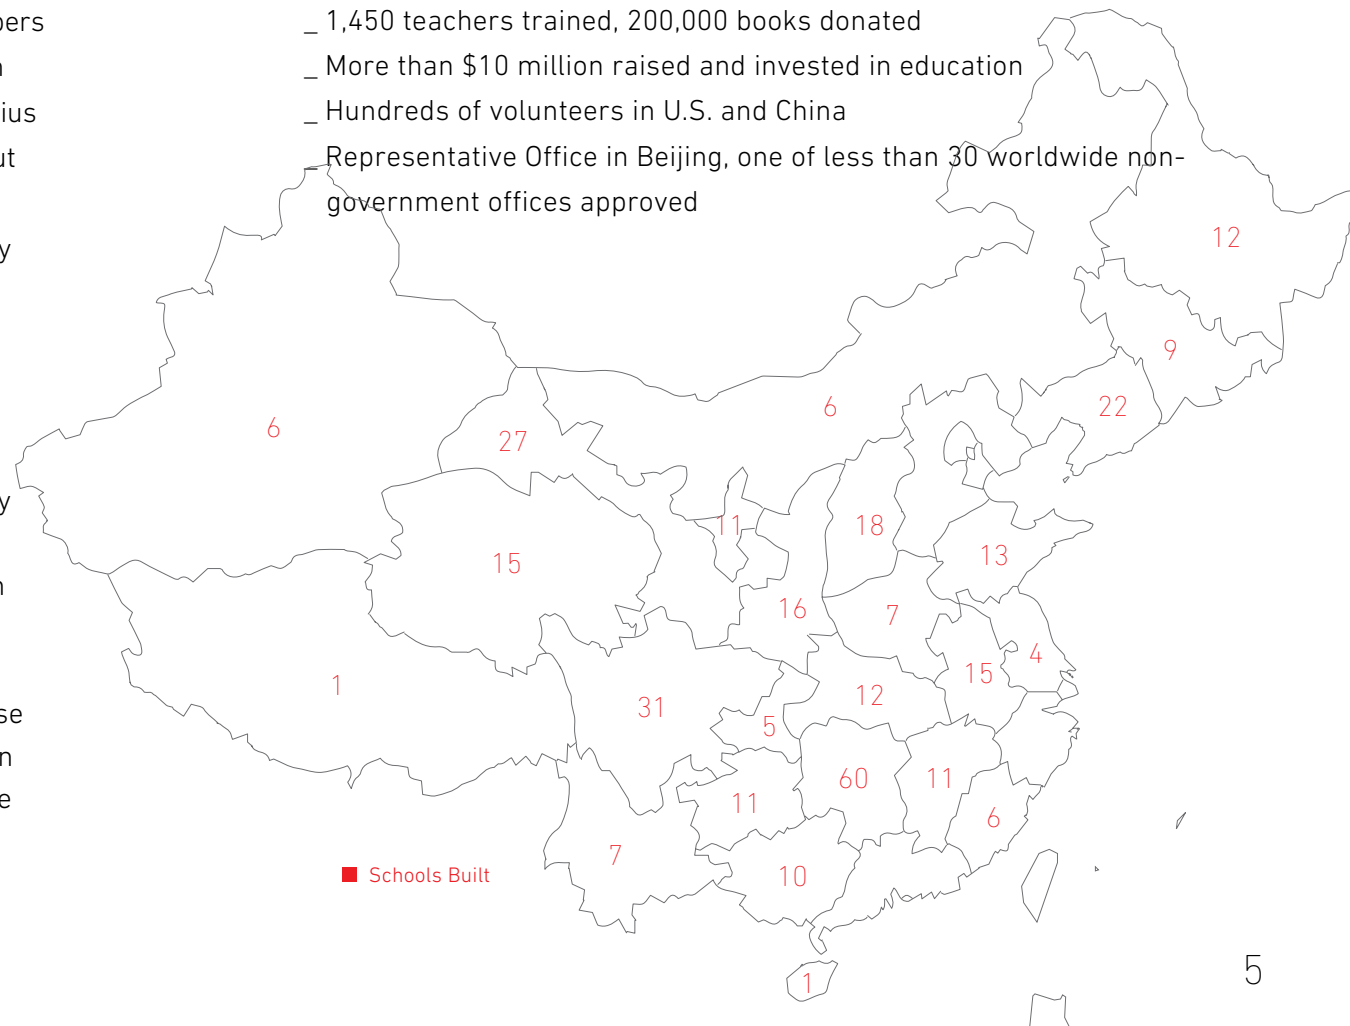 _ 1,450 teachers trained, 200,000 books donated
_ More than $10 million raised and invested in education
ius
_ Hundreds of volunteers in U.S. and China
ut
_ Representative Office in Beijing, one of less than 30 worldwide non-
government offices approved
y
12
9
22
6
6
27
y
11
18
15
13
16
7
4
15
1
31
12
se
5
60
11
11
6
7
10
■ Schools Built
1
5